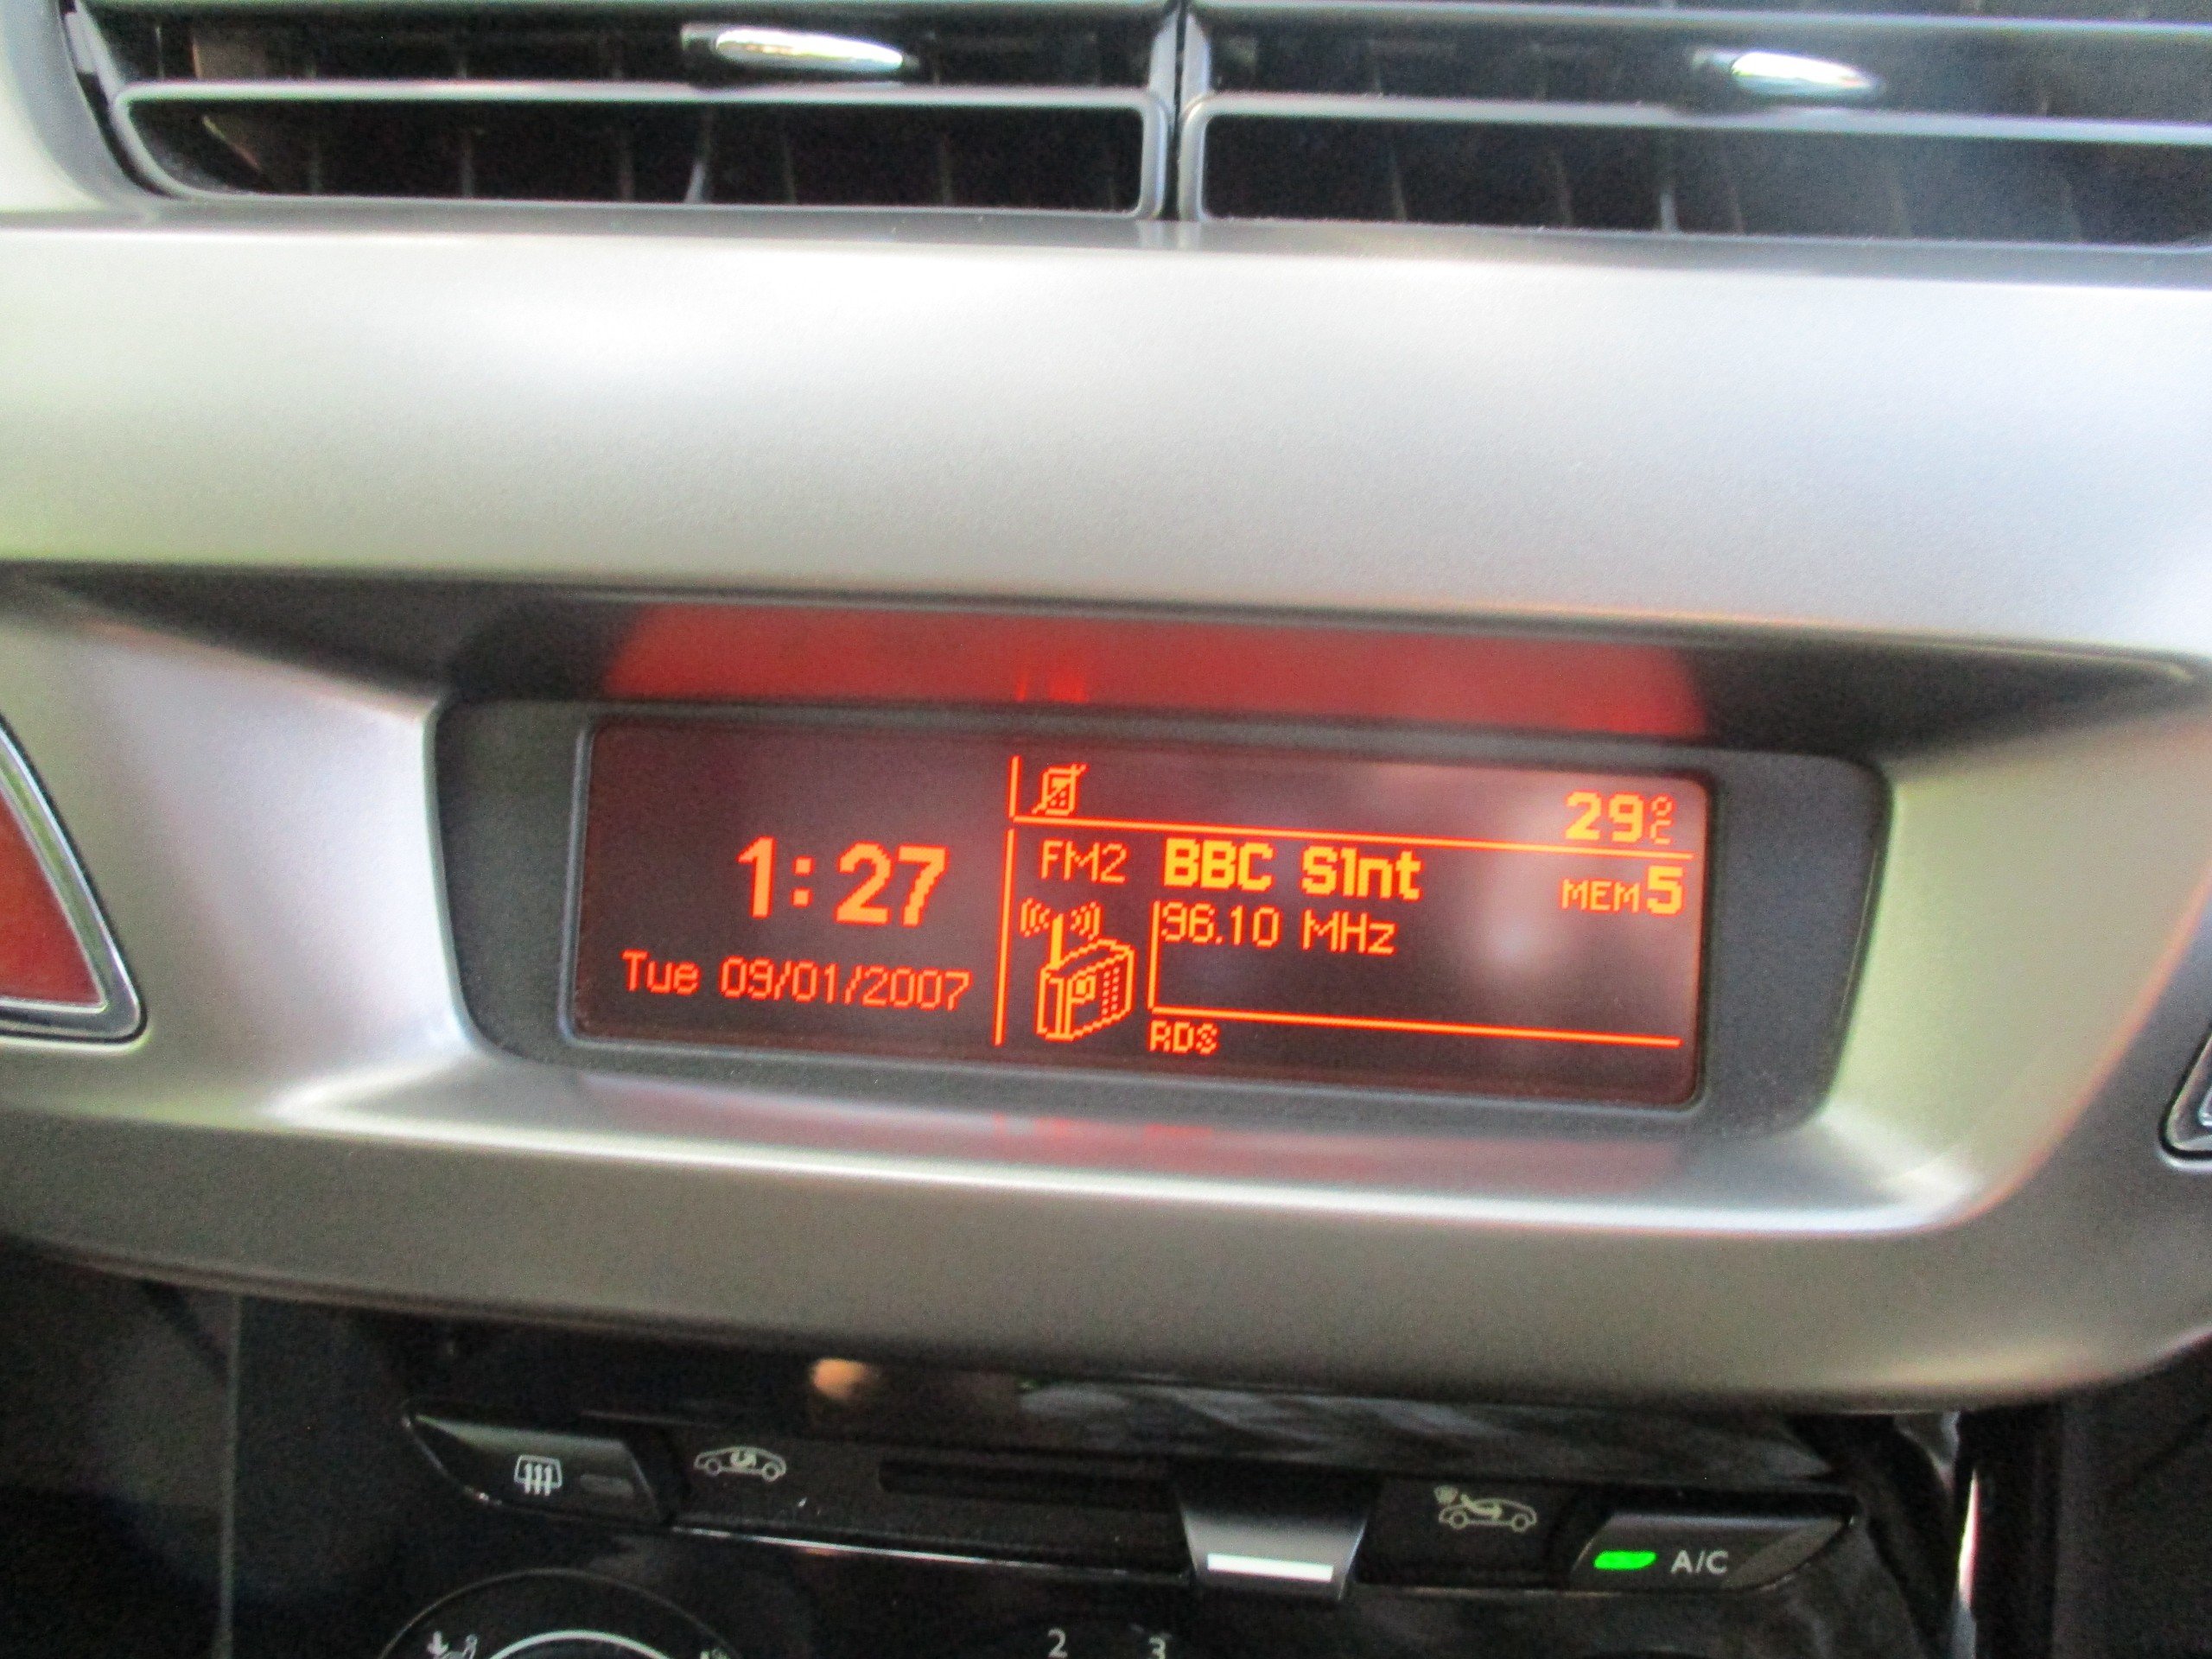 29°C
1:27
FM2 BBC S1nt MEM5
96.10 MHz
Tue 09/01/2007
RDS
A/C
2 3